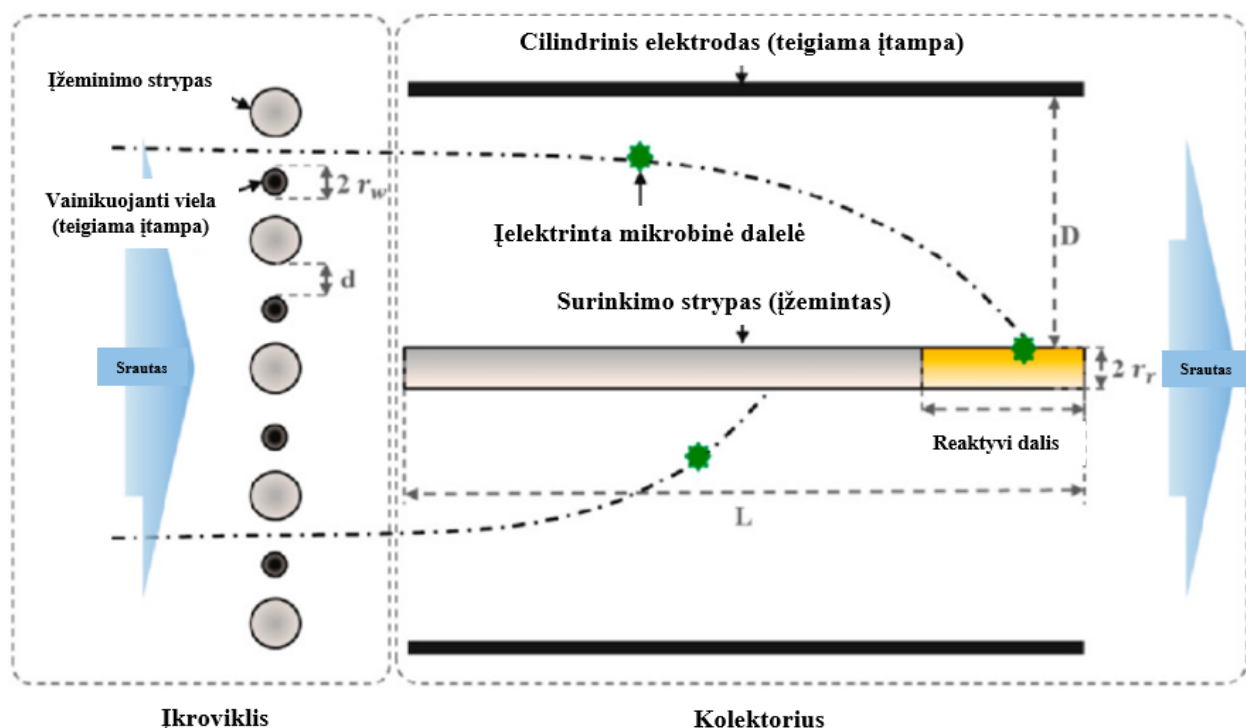 Cilindrinis elektrodas (teigiama įtampa)
Įžeminimo strypas
Vainikuojanti viela
(teigiama įtampa)
2 r_w
Įelektrinta mikrobinė dalelė
D
d
Surinkimo strypas (įžemintas)
Srautas
2 r_r
Srautas
Reaktyvi dalis
L
Įkroviklis
Kolektorius